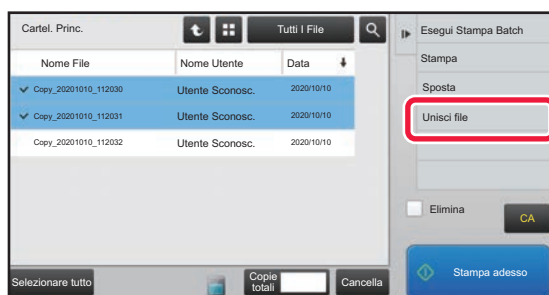 Cartel. Princ.
Tutti I File
Nome File
Nome Utente
Data
Copy_20201010_112030
Utente Sconosc.
2020/10/10
Copy_20201010_112031
Utente Sconosc.
2020/10/10
Copy_20201010_112032
Utente Sconosc.
2020/10/10
Selezionare tutto
Copie
totali
Cancella
Esegui Stampa Batch
Stampa
Sposta
Unisci file
Elimina
CA
Stampa adesso